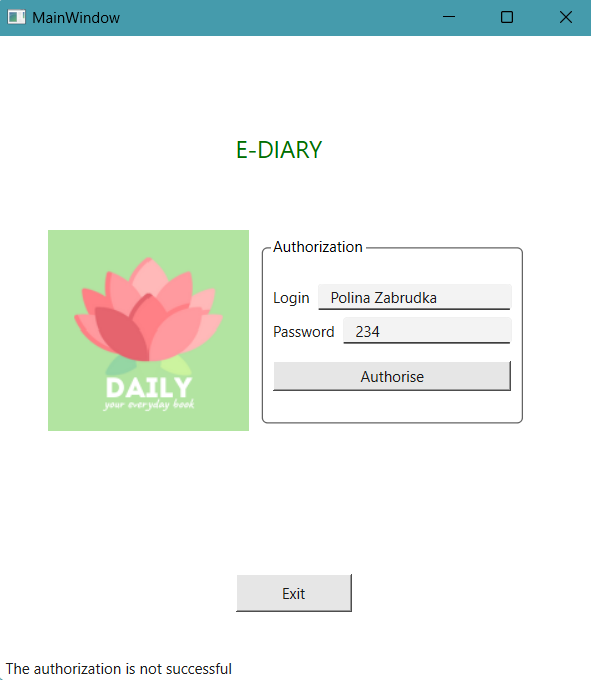 MainWindow
E-DIARY
DAILY
your everyday book
Authorization
Login Polina Zabrudka
Password 234
Authorise
Exit
The authorization is not successful